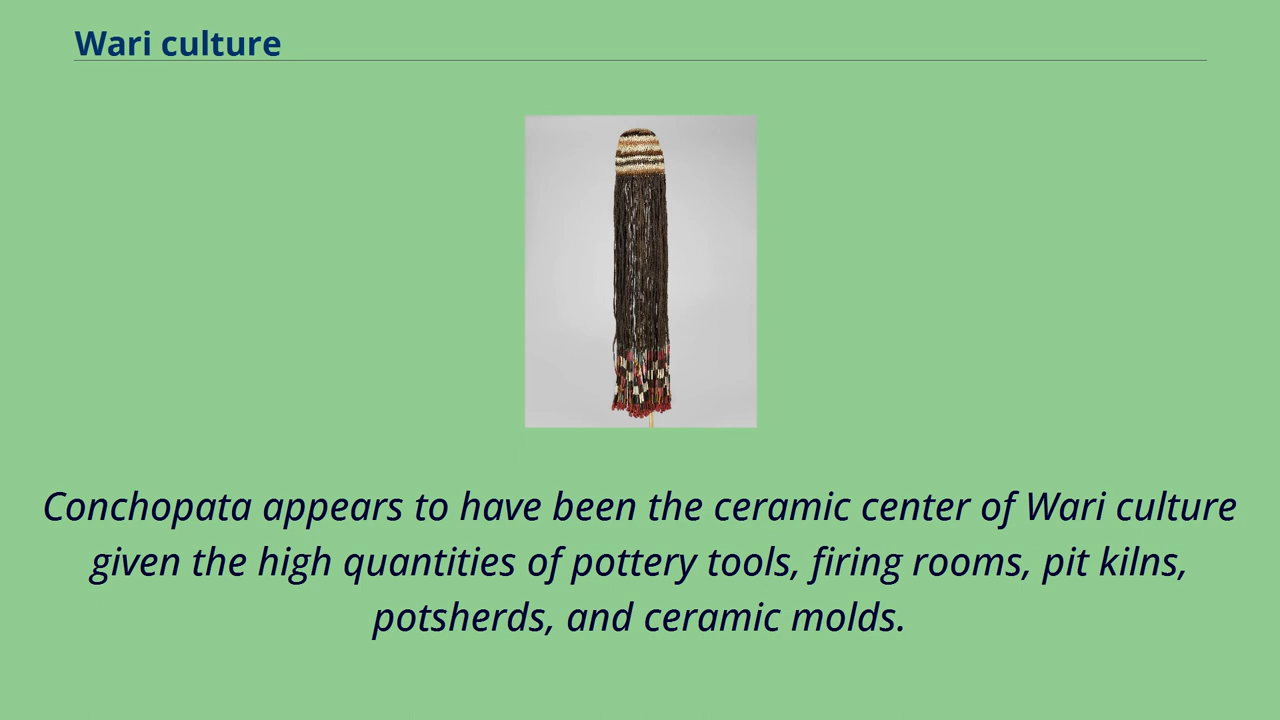 Wari culture
Conchopata appears to have been the ceramic center of Wari culture
given the high quantities of pottery tools, firing rooms, pit kilns,
potsherds, and ceramic molds.